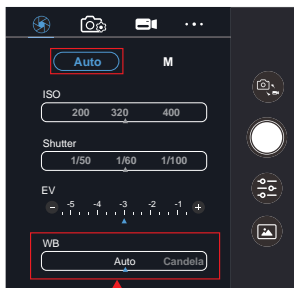 Auto M
ISO
200 320 400
Shutter
1/50 1/60 1/100
EV
-5 -4 -3 -2 -1
WB
Auto Candela